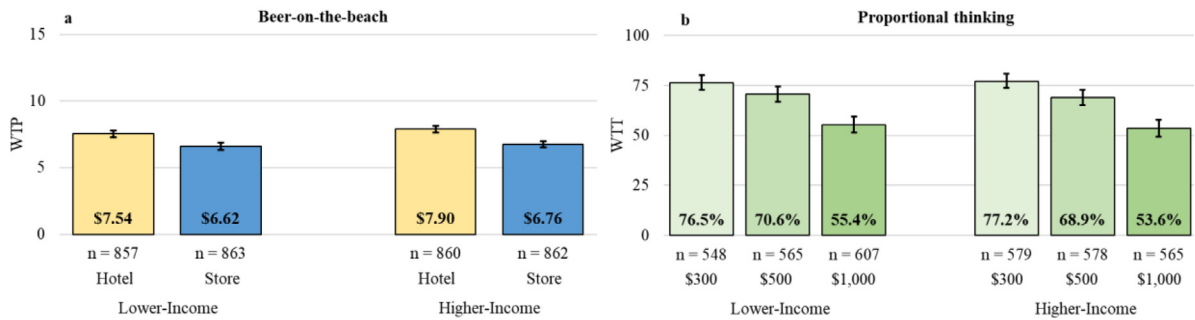 a Beer-on-the-beach
15
10
5
0
WTP
$7.54 $6.62 $7.90 $6.76
n = 857 n = 863 n = 860 n = 862
Hotel Store Hotel Store
Lower-Income Higher-Income
b Proportional thinking
100
75
50
25
0
WTT
76.5% 70.6% 55.4% 77.2% 68.9% 53.6%
n = 548 n = 565 n = 607 n = 579 n = 578 n = 565
$300 $500 $1,000 $300 $500 $1,000
Lower-Income Higher-Income